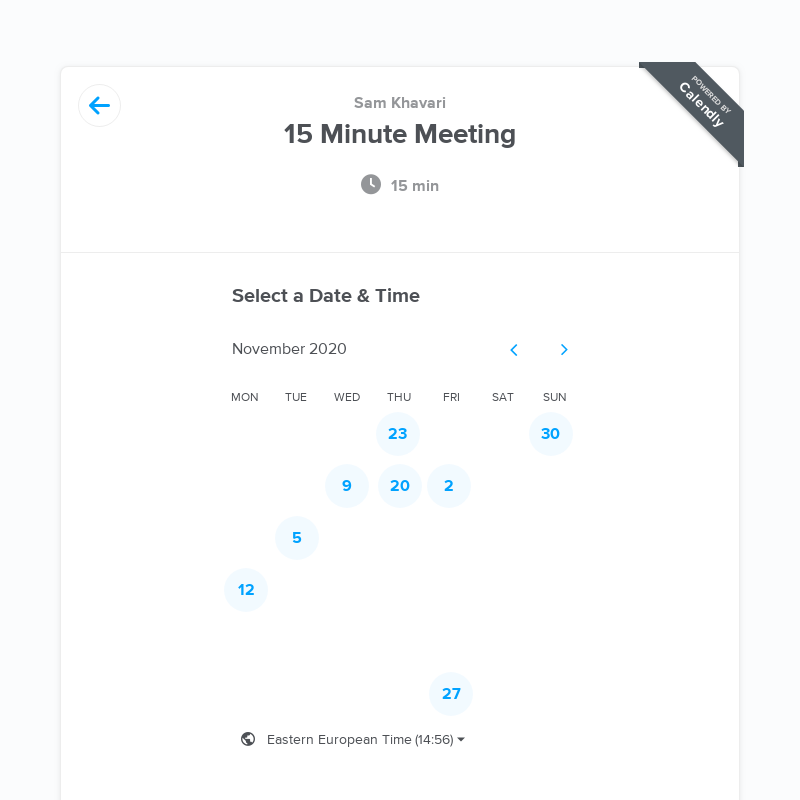 Sam Khavari
15 Minute Meeting
15 min
POWERED BY
Calendly
Select a Date & Time
November 2020
MON TUE WED THU FRI SAT SUN
23 30
9 20 2
5
12
27
Eastern European Time (14:56)